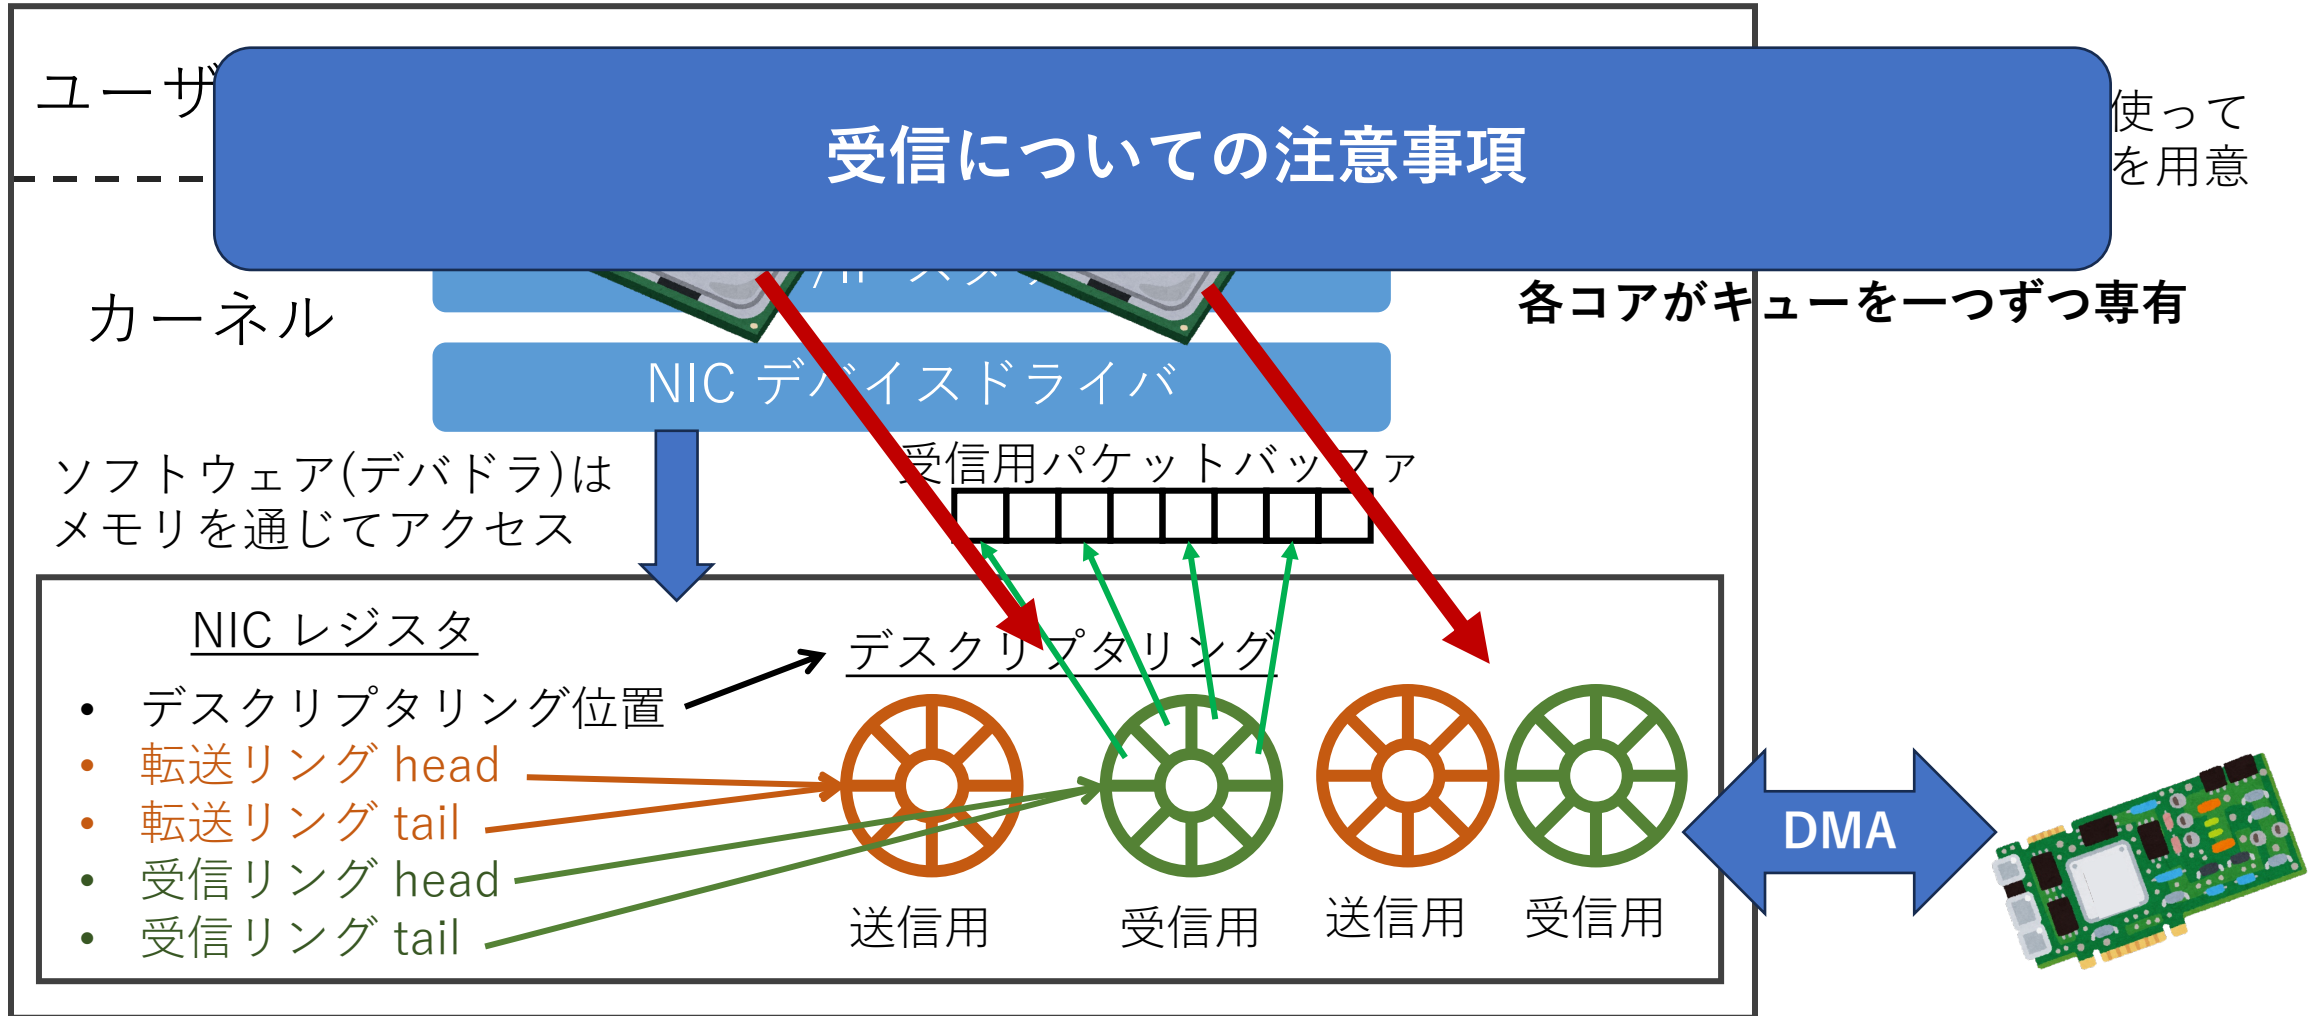 ユーザ
受信についての注意事項
使って
を用意
カーネル
各コアがキューを一つずつ専有
NIC デバイスドライバ
ソフトウェア(デバドラ)は
メモリを通じてアクセス
受信用パケットバッファ
NIC レジスタ
• デスクリプタリング位置
• 転送リング head
• 転送リング tail
• 受信リング head
• 受信リング tail
デスクリプタリング
送信用
受信用
送信用
受信用
DMA